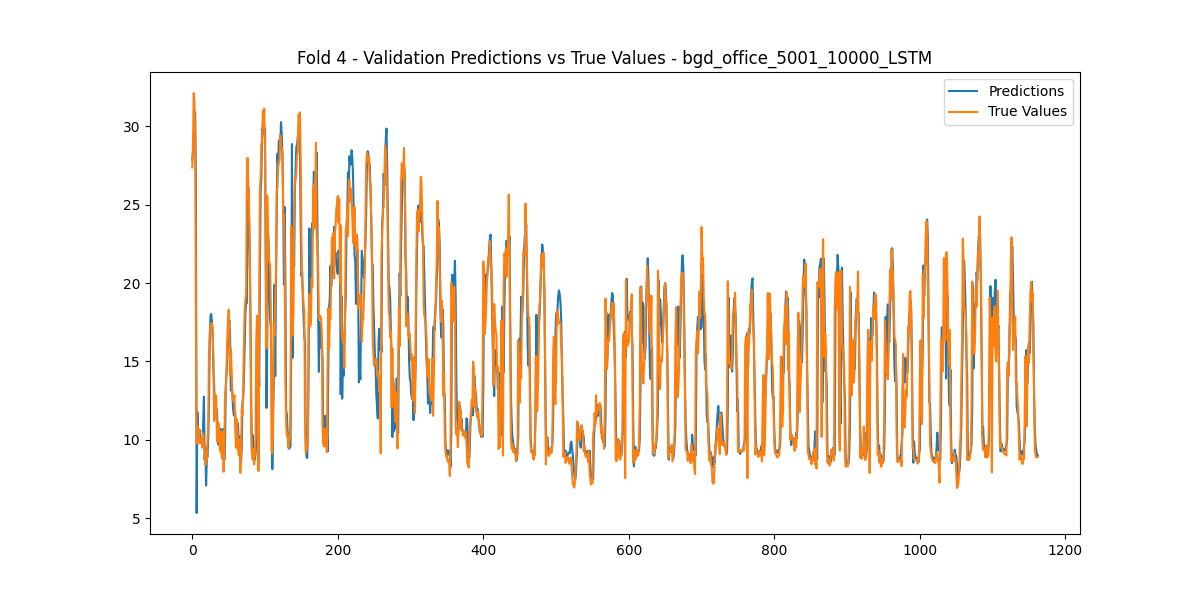 Fold 4 - Validation Predictions vs True Values - bgd_office_5001_10000_LSTM
Predictions
True Values
30
25
20
15
10
5
0 200 400 600 800 1000 1200